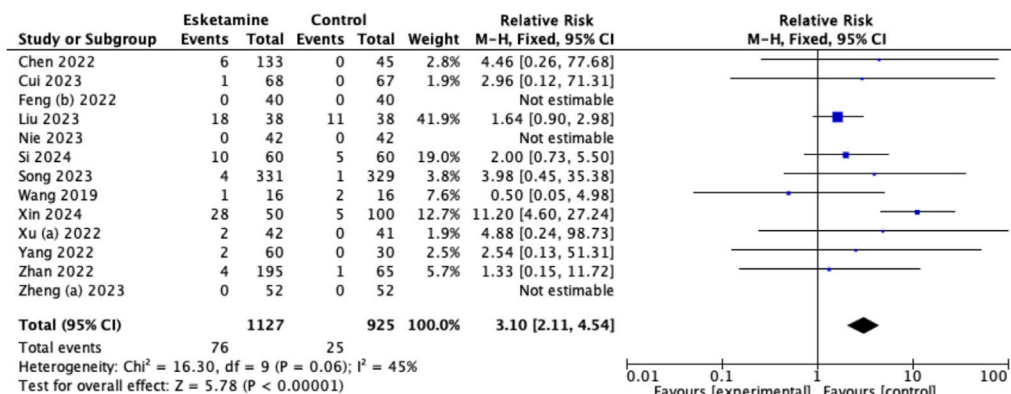 Esketamine Control Relative Risk Relative Risk
Study or Subgroup Events Total Events Total Weight M-H, Fixed, 95% CI M-H, Fixed, 95% CI
Chen 2022 6 133 0 45 2.8% 4.46 [0.26, 77.68]
Cui 2022 1 68 0 67 1.9% 2.96 [0.12, 71.31]
Feng (b) 2022 0 40 0 40 Not estimable
Liu 2023 18 38 11 38 41.9% 1.64 [0.90, 2.98]
Nie 2023 0 42 0 42 Not estimable
Si 2024 10 60 5 60 19.0% 2.00 [0.73, 5.50]
Song 2023 4 331 1 329 3.8% 3.98 [0.45, 35.38]
Wang 2019 1 16 2 16 7.6% 0.50 [0.05, 4.98]
Xin 2024 28 50 5 100 12.7% 11.20 [4.60, 27.24]
Xu (a) 2022 2 42 0 41 1.9% 4.88 [0.24, 98.73]
Yang 2022 2 60 0 30 2.5% 2.54 [0.13, 51.31]
Zhan 2022 4 195 1 65 5.7% 1.33 [0.15, 11.72]
Zheng (a) 2023 0 52 0 52 Not estimable
Total (95% CI) 1127 925 100.0% 3.10 [2.11, 4.54]
Total events 76 25
Heterogeneity: Chi² = 16.30, df = 9 (P = 0.06); I² = 45%
Test for overall effect: Z = 5.78 (P < 0.00001)
0.01 0.1 1 10 100
Favours [experimental] Favours [control]